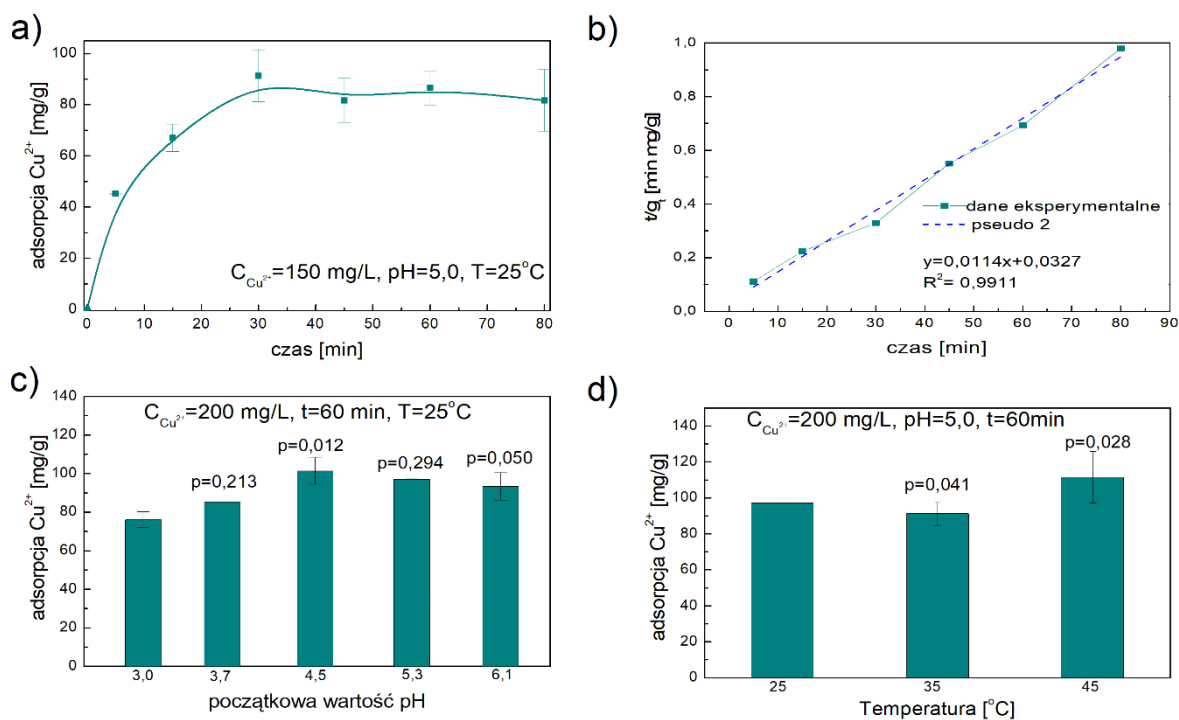 a)
100
80
60
40
20
0
adsorpcja Cu²⁺ [mg/g]
C_Cu²⁺=150 mg/L, pH=5,0, T=25°C
0 10 20 30 40 50 60 70 80
czas [min]
b)
1,0
0,8
0,6
0,4
0,2
0,0
t/g_t [min mg/g]
dane eksperymentalne
pseudo 2
y=0,0114x+0,0327
R²= 0,9911
0 10 20 30 40 50 60 70 80 90
czas [min]
c)
140
120
100
80
60
40
20
0
adsorpcja Cu²⁺ [mg/g]
C_Cu²⁺=200 mg/L, t=60 min, T=25°C
p=0,213
p=0,012
p=0,294
p=0,050
3,0 3,7 4,5 5,3 6,1
początkowa wartość pH
d)
140
120
100
80
60
40
20
0
adsorpcja Cu²⁺ [mg/g]
C_Cu²⁺=200 mg/L, pH=5,0, t=60min
p=0,041
p=0,028
25 35 45
Temperatura [°C]